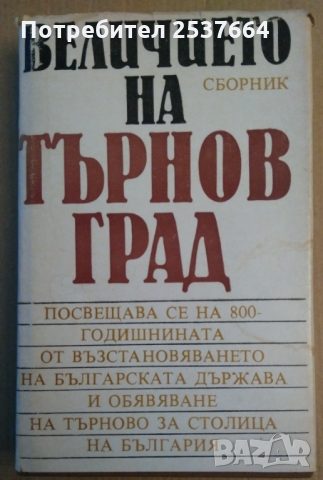 Потребител 2537664
ВЕЛИЧИЕТО
СБОРНИК
НА
ТЪРНОВ
ГРАД
ПОСВЕЩАВА СЕ НА 800-
ГОДИШНИНАТА
ОТ ВЪЗСТАНОВЯВАНЕТО
НА БЪЛГАРСКАТА ДЪРЖАВА
И ОБЯВЯВАНЕ
НА ТЪРНОВО ЗА СТОЛИЦА
НА БЪЛГАРИЯ
BAZAR